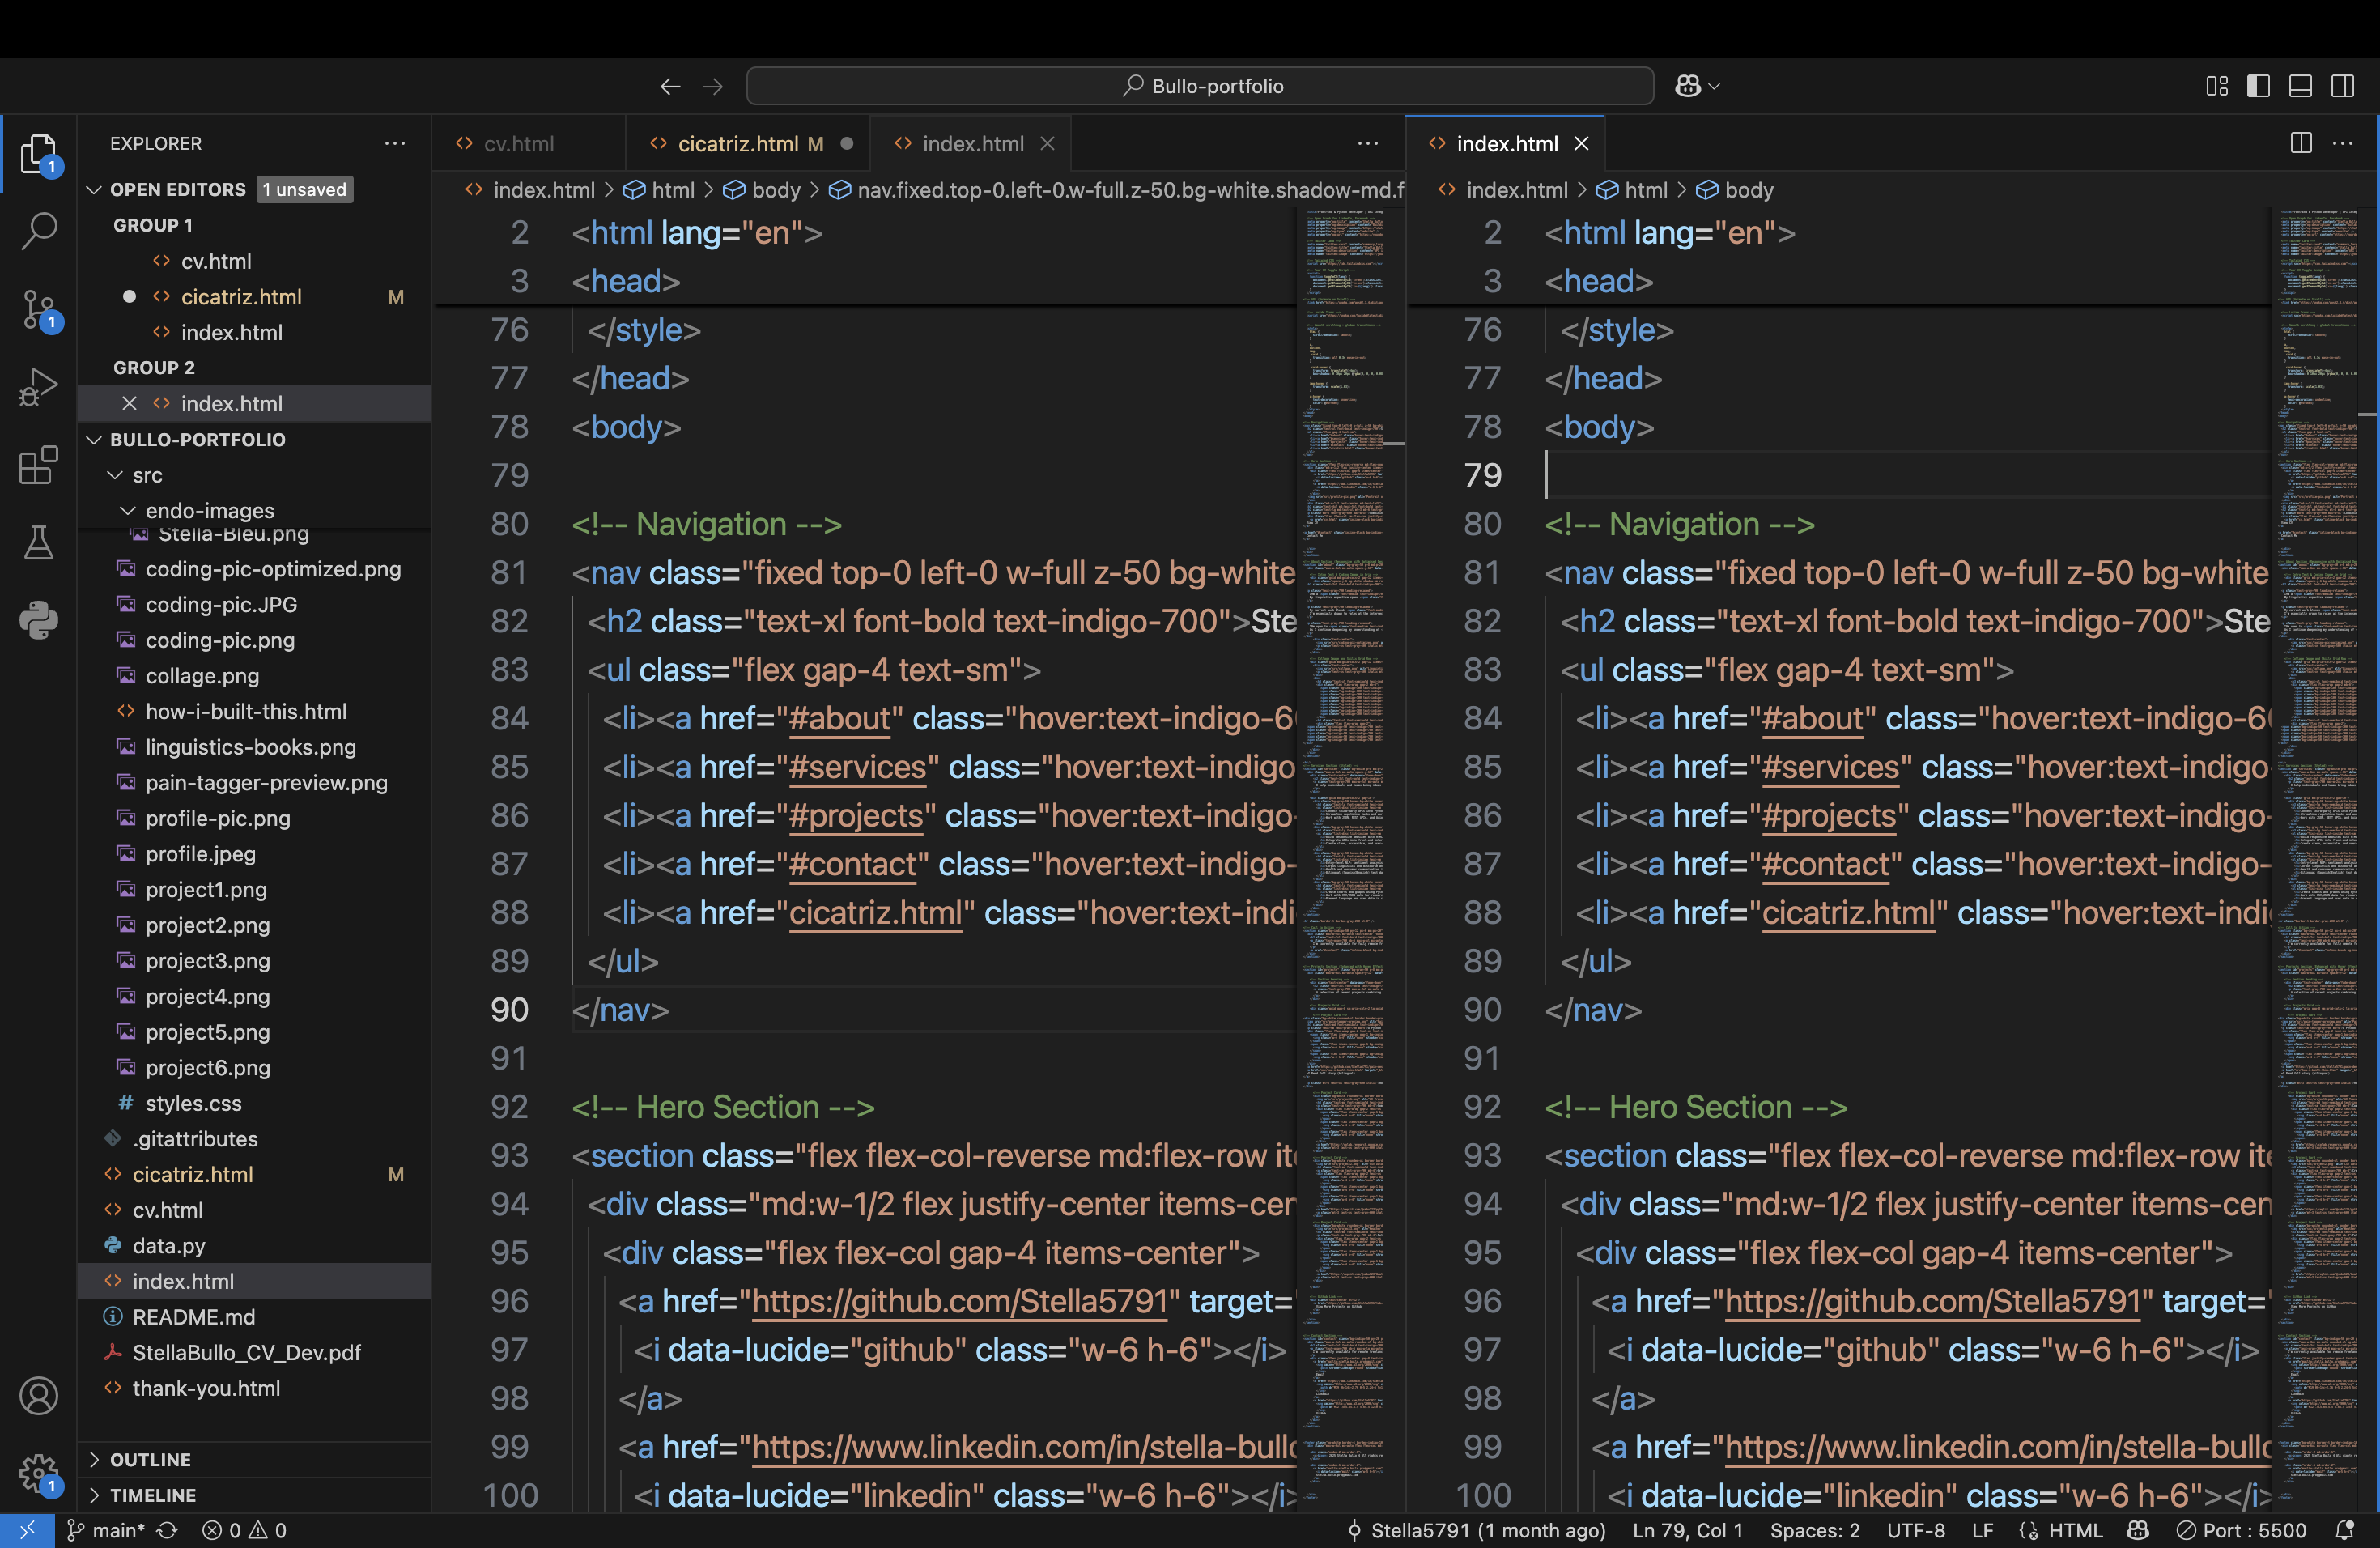 Bullo-portfolio
EXPLORER
OPEN EDITORS 1 unsaved
GROUP 1
cv.html
cicatriz.html M
index.html
GROUP 2
index.html
BULLO-PORTFOLIO
src
endo-images
Stella-Bleu.png
coding-pic-optimized.png
coding-pic.JPG
coding-pic.png
collage.png
how-i-built-this.html
linguistics-books.png
pain-tagger-preview.png
profile-pic.png
profile.jpeg
project1.png
project2.png
project3.png
project4.png
project5.png
project6.png
styles.css
.gitattributes
cicatriz.html M
cv.html
data.py
index.html
README.md
StellaBullo_CV_Dev.pdf
thank-you.html
OUTLINE
TIMELINE
1
1
1
cv.html cicatriz.html M index.html
index.html > html > body > nav.fixed.top-0.left-0.w-full.z-50.bg-white.shadow-md.f
2 <html lang="en">
3 <head>
76 </style>
77 </head>
78 <body>
79
80 <!-- Navigation -->
81 <nav class="fixed top-0 left-0 w-full z-50 bg-white
82 <h2 class="text-xl font-bold text-indigo-700">Ste
83 <ul class="flex gap-4 text-sm">
84 <li><a href="#about" class="hover:text-indigo-6
85 <li><a href="#services" class="hover:text-indigo
86 <li><a href="#projects" class="hover:text-indigo-
87 <li><a href="#contact" class="hover:text-indigo-
88 <li><a href="cicatriz.html" class="hover:text-indi
89 </ul>
90 </nav>
91
92 <!-- Hero Section -->
93 <section class="flex flex-col-reverse md:flex-row ite
94 <div class="md:w-1/2 flex justify-center items-cen
95 <div class="flex flex-col gap-4 items-center">
96 <a href="https://github.com/Stella5791" target="
97 <i data-lucide="github" class="w-6 h-6"></i>
98 </a>
99 <a href="https://www.linkedin.com/in/stella-bullo
100 <i data-lucide="linkedin" class="w-6 h-6"></i>
index.html
index.html > html > body
2 <html lang="en">
3 <head>
76 </style>
77 </head>
78 <body>
79
80 <!-- Navigation -->
81 <nav class="fixed top-0 left-0 w-full z-50 bg-white
82 <h2 class="text-xl font-bold text-indigo-700">Ste
83 <ul class="flex gap-4 text-sm">
84 <li><a href="#about" class="hover:text-indigo-6
85 <li><a href="#services" class="hover:text-indigo
86 <li><a href="#projects" class="hover:text-indigo-
87 <li><a href="#contact" class="hover:text-indigo-
88 <li><a href="cicatriz.html" class="hover:text-indi
89 </ul>
90 </nav>
91
92 <!-- Hero Section -->
93 <section class="flex flex-col-reverse md:flex-row ite
94 <div class="md:w-1/2 flex justify-center items-cen
95 <div class="flex flex-col gap-4 items-center">
96 <a href="https://github.com/Stella5791" target="
97 <i data-lucide="github" class="w-6 h-6"></i>
98 </a>
99 <a href="https://www.linkedin.com/in/stella-bullo
100 <i data-lucide="linkedin" class="w-6 h-6"></i>
main* 0 0 Stella5791 (1 month ago) Ln 79, Col 1 Spaces: 2 UTF-8 LF HTML Port : 5500